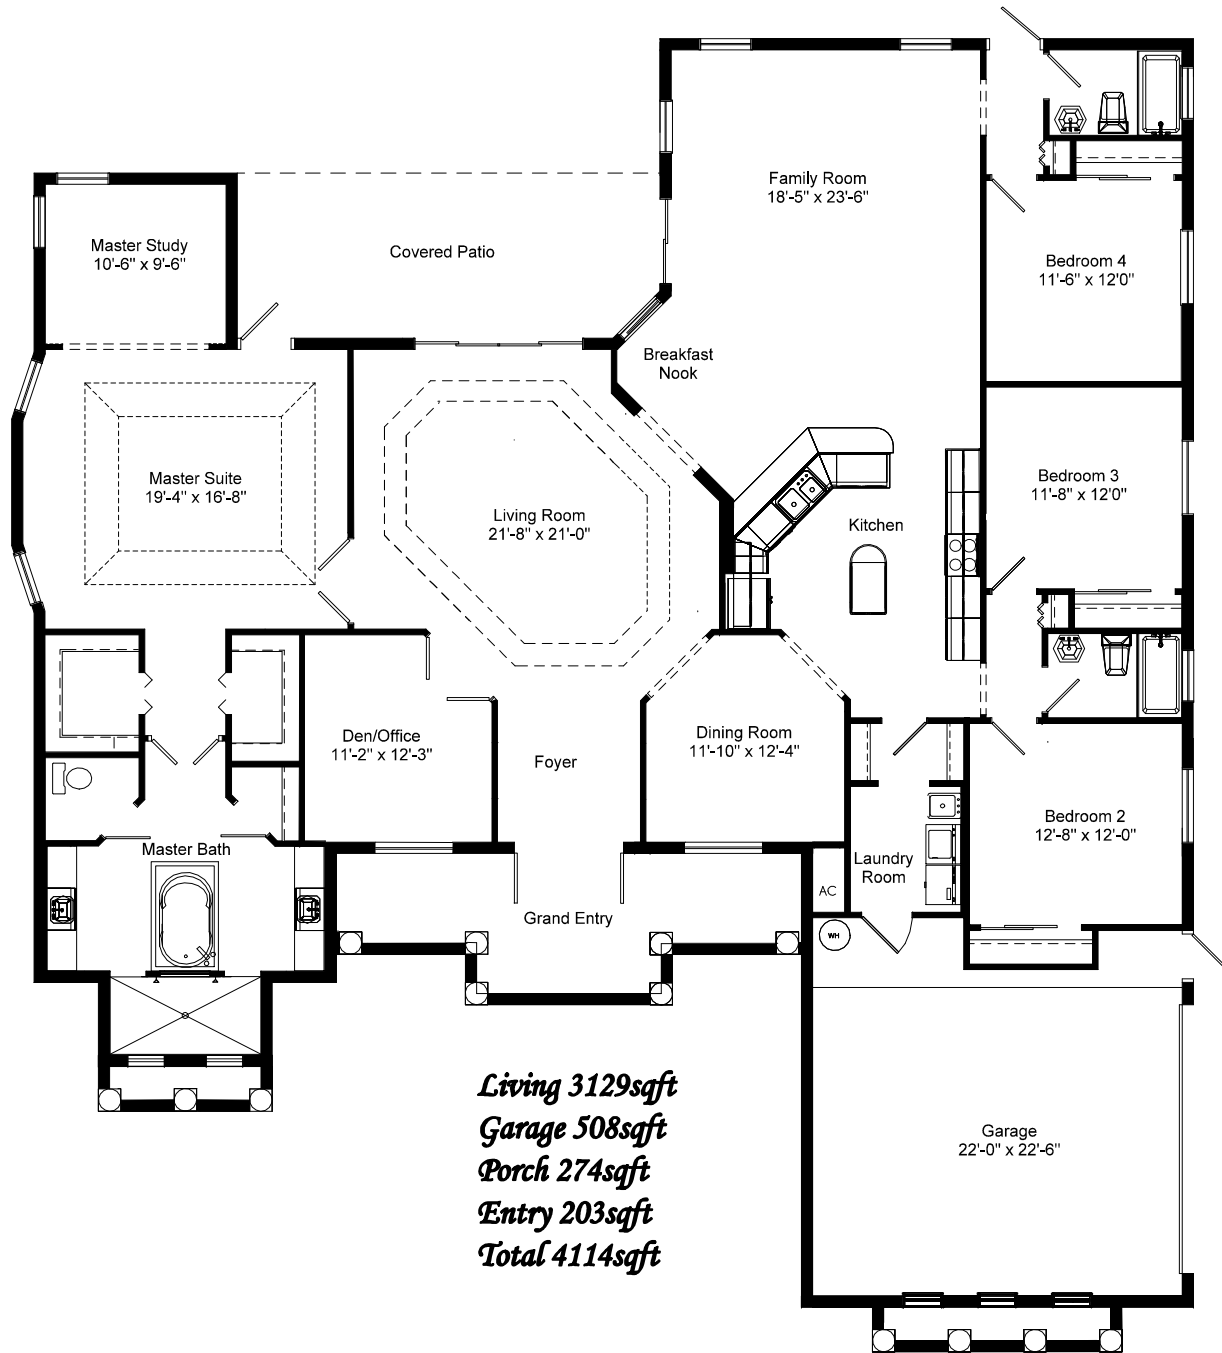 Family Room
18'-5" x 23'-6"
Master Study
10'-6" x 9'-6"
Covered Patio
Bedroom 4
11'-6" x 12'0"
Breakfast
Nook
Master Suite
19'-4" x 16'-8"
Bedroom 3
11'-8" x 12'0"
Living Room
21'-8" x 21'-0"
Kitchen
Den/Office
11'-2" x 12'-3"
Dining Room
11'-10" x 12'-4"
Foyer
Bedroom 2
12'-8" x 12'-0"
Master Bath
Laundry
Room
AC
Grand Entry
WH
Living 3129sqft
Garage 508sqft
Porch 274sqft
Entry 203sqft
Total 4114sqft
Garage
22'-0" x 22'-6"